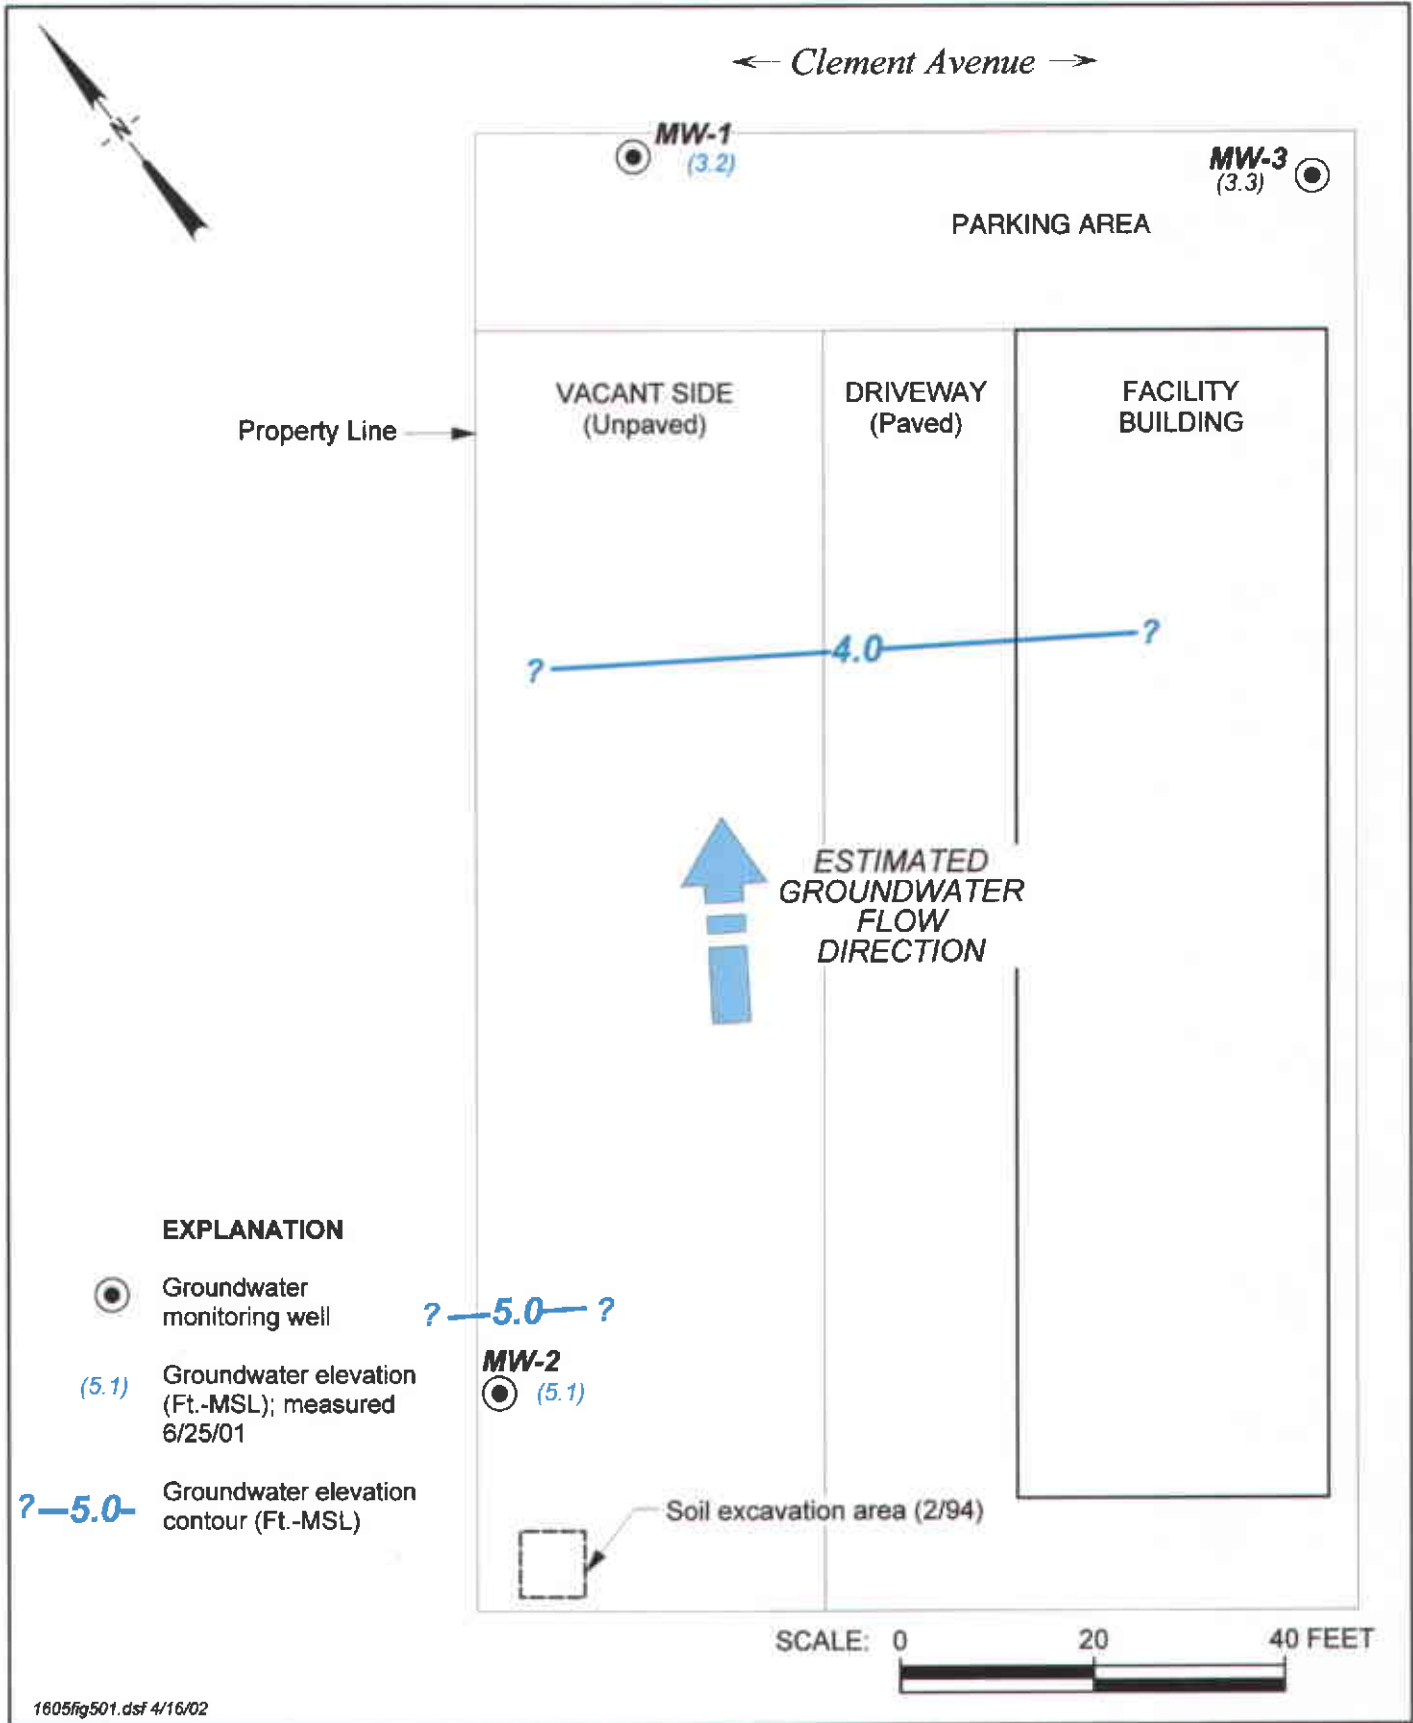 ← Clement Avenue →
N
MW-1
(3.2)
MW-3
(3.3)
PARKING AREA
VACANT SIDE
(Unpaved)
DRIVEWAY
(Paved)
FACILITY
BUILDING
Property Line
? 4.0 ?
ESTIMATED
GROUNDWATER
FLOW
DIRECTION
EXPLANATION
Groundwater
monitoring well
? —5.0— ?
MW-2
(5.1)
(5.1) Groundwater elevation
(Ft.-MSL); measured
6/25/01
?—5.0- Groundwater elevation
contour (Ft.-MSL)
Soil excavation area (2/94)
SCALE: 0 20 40 FEET
1605fig501.dsf 4/16/02